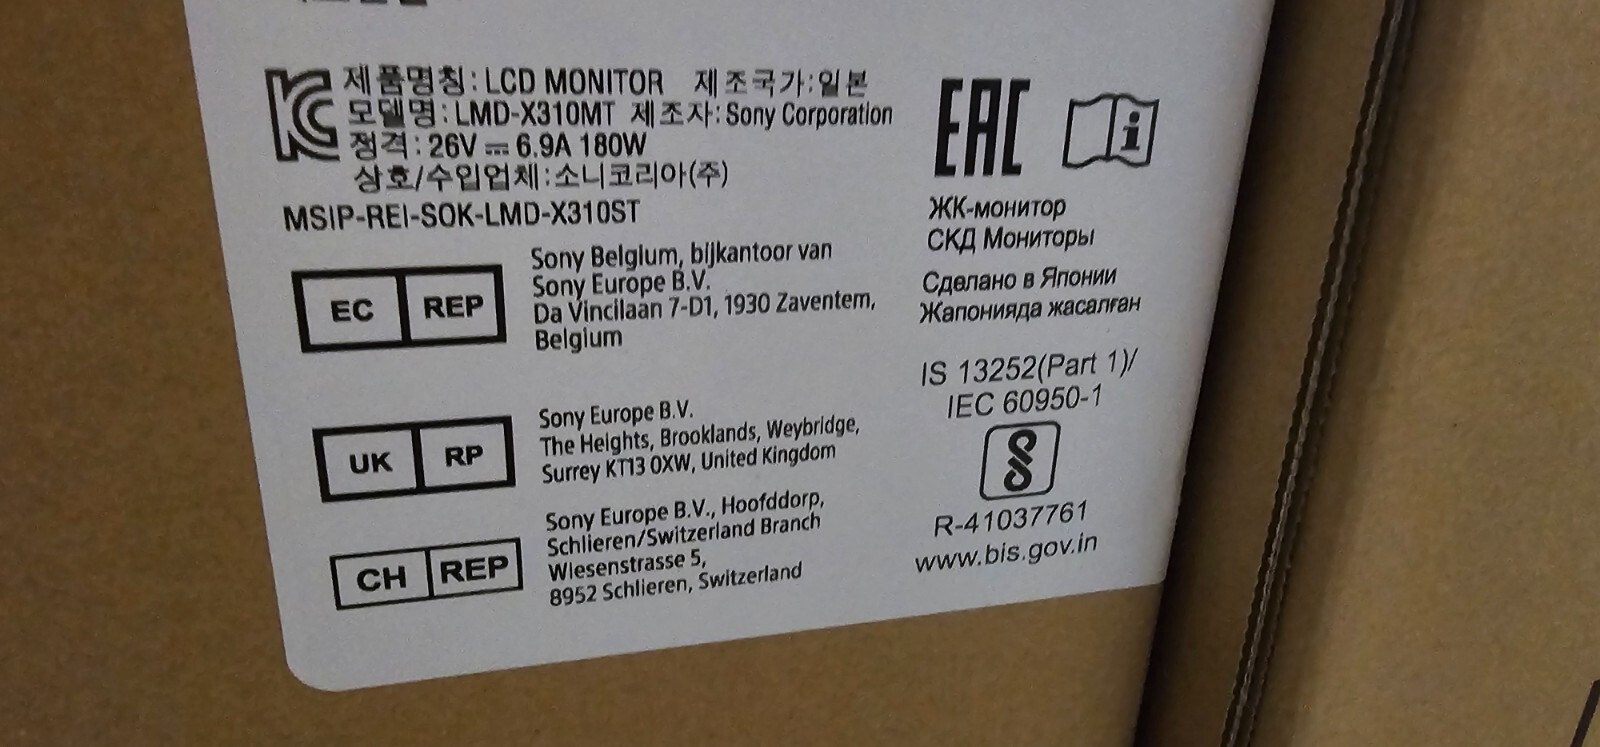 제품명칭 : LCD MONITOR 제조국가 : 일본
모델명 : LMD-X310MT 제조자 : Sony Corporation
정격 : 26V ⎓ 6.9A 180W
상호/수입업체 : 소니코리아(주)
MSIP-REI-SOK-LMD-X310ST
EC REP
Sony Belgium, bijkantoor van
Sony Europe B.V.
Da Vincilaan 7-D1, 1930 Zaventem,
Belgium
UK RP
Sony Europe B.V.
The Heights, Brooklands, Weybridge,
Surrey KT13 0XW, United Kingdom
CH REP
Sony Europe B.V., Hoofddorp,
Schlieren/Switzerland Branch
Wiesenstrasse 5,
8952 Schlieren, Switzerland
EAC
ЖК-монитор
СКД Мониторы
Сделано в Японии
Жапонияда жасалған
IS 13252(Part 1)/
IEC 60950-1
R-41037761
www.bis.gov.in